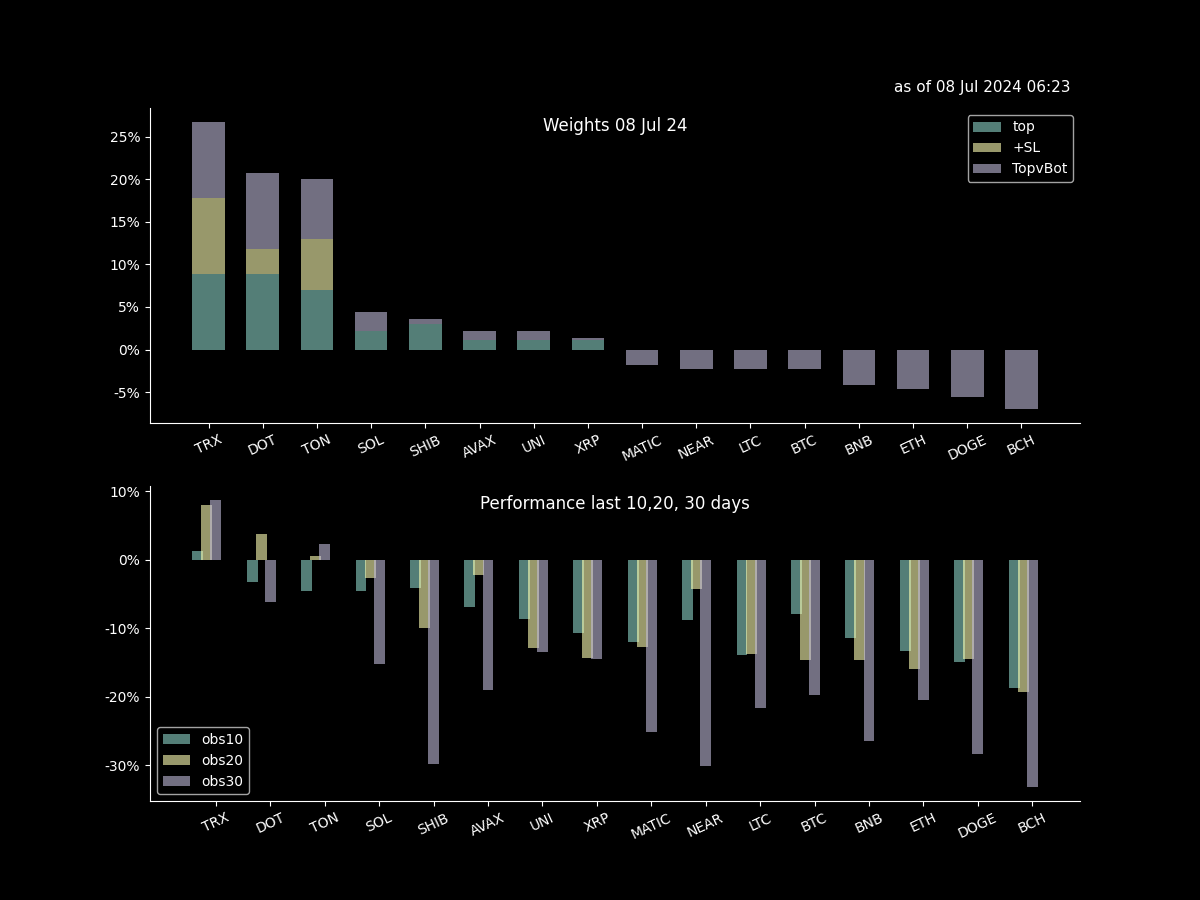 as of 08 Jul 2024 06:23
Weights 08 Jul 24
top
+SL
TopvBot
25%
20%
15%
10%
5%
0%
-5%
TRX DOT TON SOL SHIB AVAX UNI XRP MATIC NEAR LTC BTC BNB ETH DOGE BCH
Performance last 10,20, 30 days
10%
0%
-10%
-20%
-30%
obs10
obs20
obs30
TRX DOT TON SOL SHIB AVAX UNI XRP MATIC NEAR LTC BTC BNB ETH DOGE BCH